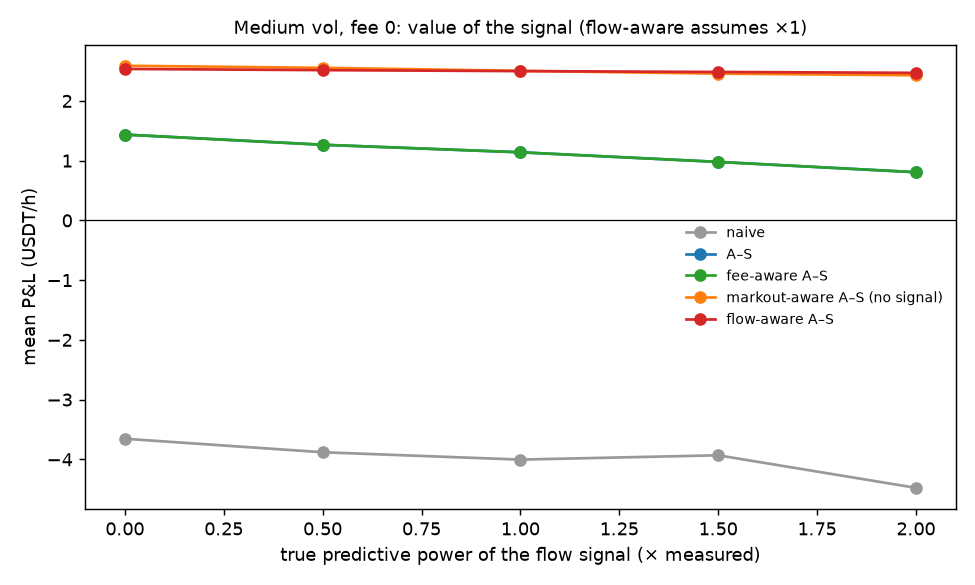 Medium vol, fee 0: value of the signal (flow-aware assumes ×1)
mean P&L (USDT/h)
2
1
0
−1
−2
−3
−4
naive
A–S
fee-aware A–S
markout-aware A–S (no signal)
flow-aware A–S
0.00 0.25 0.50 0.75 1.00 1.25 1.50 1.75 2.00
true predictive power of the flow signal (× measured)